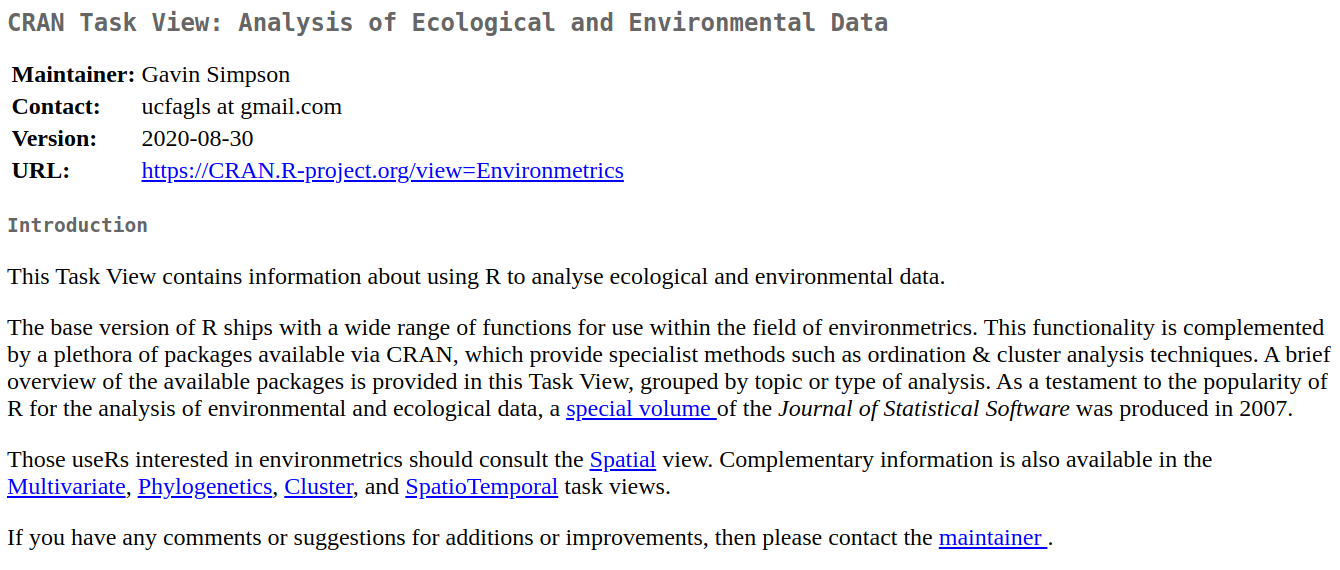 CRAN Task View: Analysis of Ecological and Environmental Data
Maintainer: Gavin Simpson
Contact: ucfagls at gmail.com
Version: 2020-08-30
URL: https://CRAN.R-project.org/view=Environmetrics
Introduction
This Task View contains information about using R to analyse ecological and environmental data.
The base version of R ships with a wide range of functions for use within the field of environmetrics. This functionality is complemented
by a plethora of packages available via CRAN, which provide specialist methods such as ordination & cluster analysis techniques. A brief
overview of the available packages is provided in this Task View, grouped by topic or type of analysis. As a testament to the popularity of
R for the analysis of environmental and ecological data, a special volume of the Journal of Statistical Software was produced in 2007.
Those useRs interested in environmetrics should consult the Spatial view. Complementary information is also available in the
Multivariate, Phylogenetics, Cluster, and SpatioTemporal task views.
If you have any comments or suggestions for additions or improvements, then please contact the maintainer .